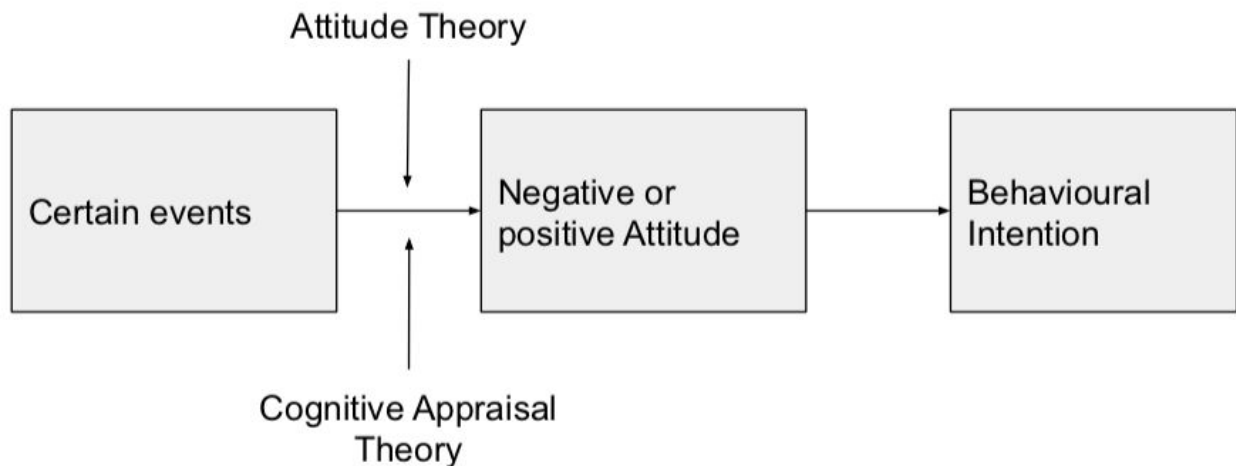 Attitude Theory
Certain events
Negative or
positive Attitude
Behavioural
Intention
Cognitive Appraisal
Theory